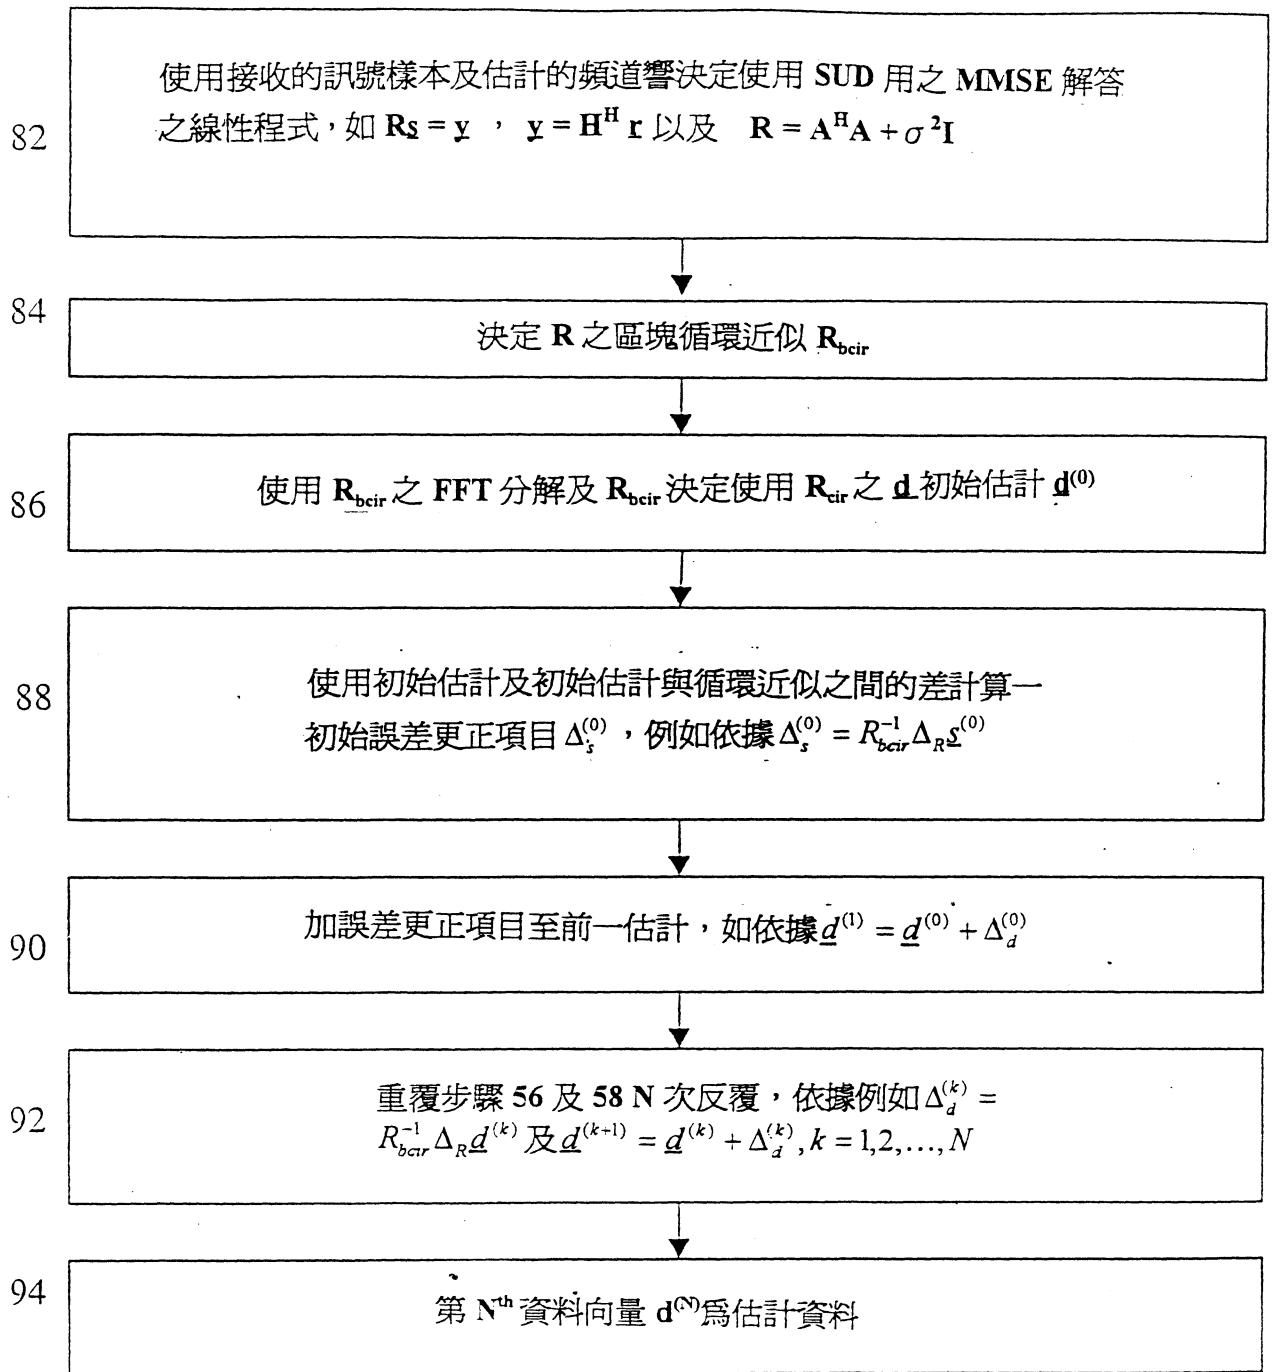 82
使用接收的訊號樣本及估計的頻道響決定使用 SUD 用之 MMSE 解答
之線性程式，如 Rs = y ， y = H^H r 以及 R = A^H A + σ^2 I
84
決定 R 之區塊循環近似 R_bcir
86
使用 R_bcir 之 FFT 分解及 R_bcir 決定使用 R_cir 之 d 初始估計 d^(0)
88
使用初始估計及初始估計與循環近似之間的差計算一
初始誤差更正項目 Δ_s^(0)，例如依據 Δ_s^(0) = R_bcir^-1 Δ_R s^(0)
90
加誤差更正項目至前一估計，如依據 d^(1) = d^(0) + Δ_d^(0)
92
重覆步驟 56 及 58 N 次反覆，依據例如 Δ_d^(k) =
R_bcir^-1 Δ_R d^(k) 及 d^(k+1) = d^(k) + Δ_d^(k), k = 1,2,...,N
94
第 N^th 資料向量 d^(N) 為估計資料